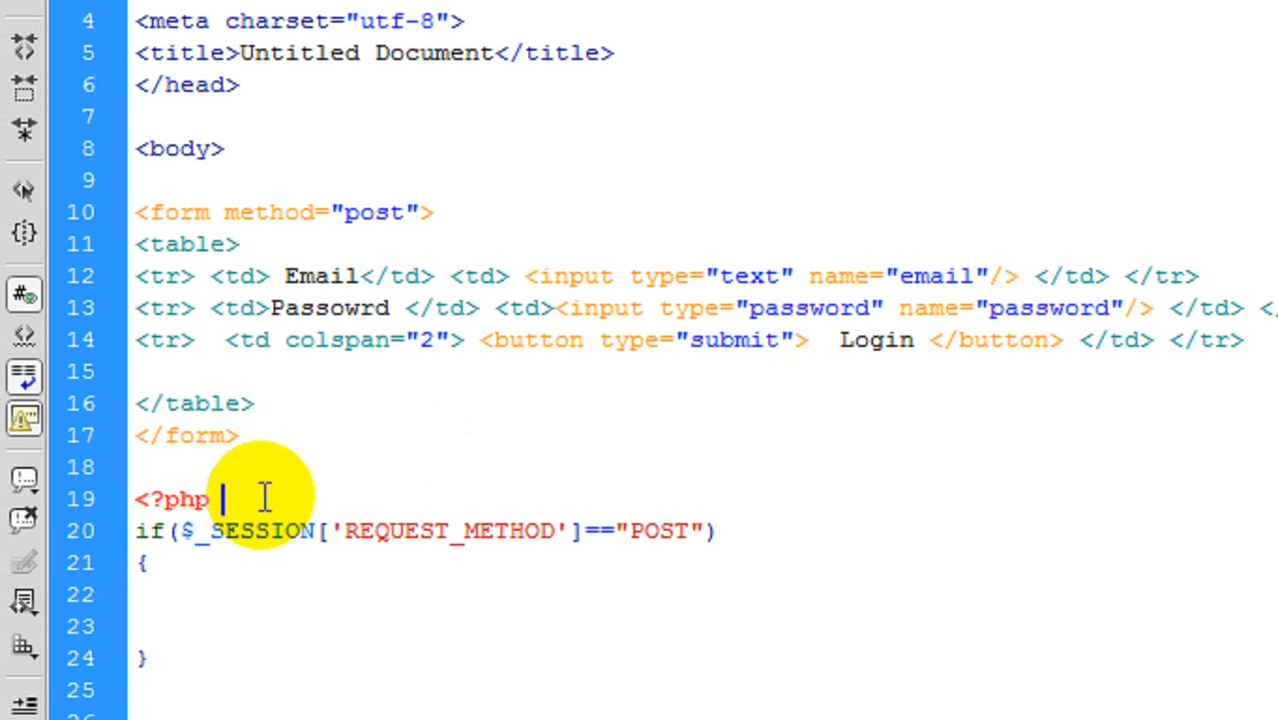 4 <meta charset="utf-8">
5 <title>Untitled Document</title>
6 </head>
7
8 <body>
9
10 <form method="post">
11 <table>
12 <tr> <td> Email</td> <td> <input type="text" name="email"/> </td> </tr>
13 <tr> <td>Passowrd </td> <td><input type="password" name="password"/> </td> </
14 <tr>  <td colspan="2"> <button type="submit">  Login </button> </td> </tr>
15
16 </table>
17 </form>
18
19 <?php
20 if($_SESSION['REQUEST_METHOD']=="POST")
21 {
22
23
24 }
25